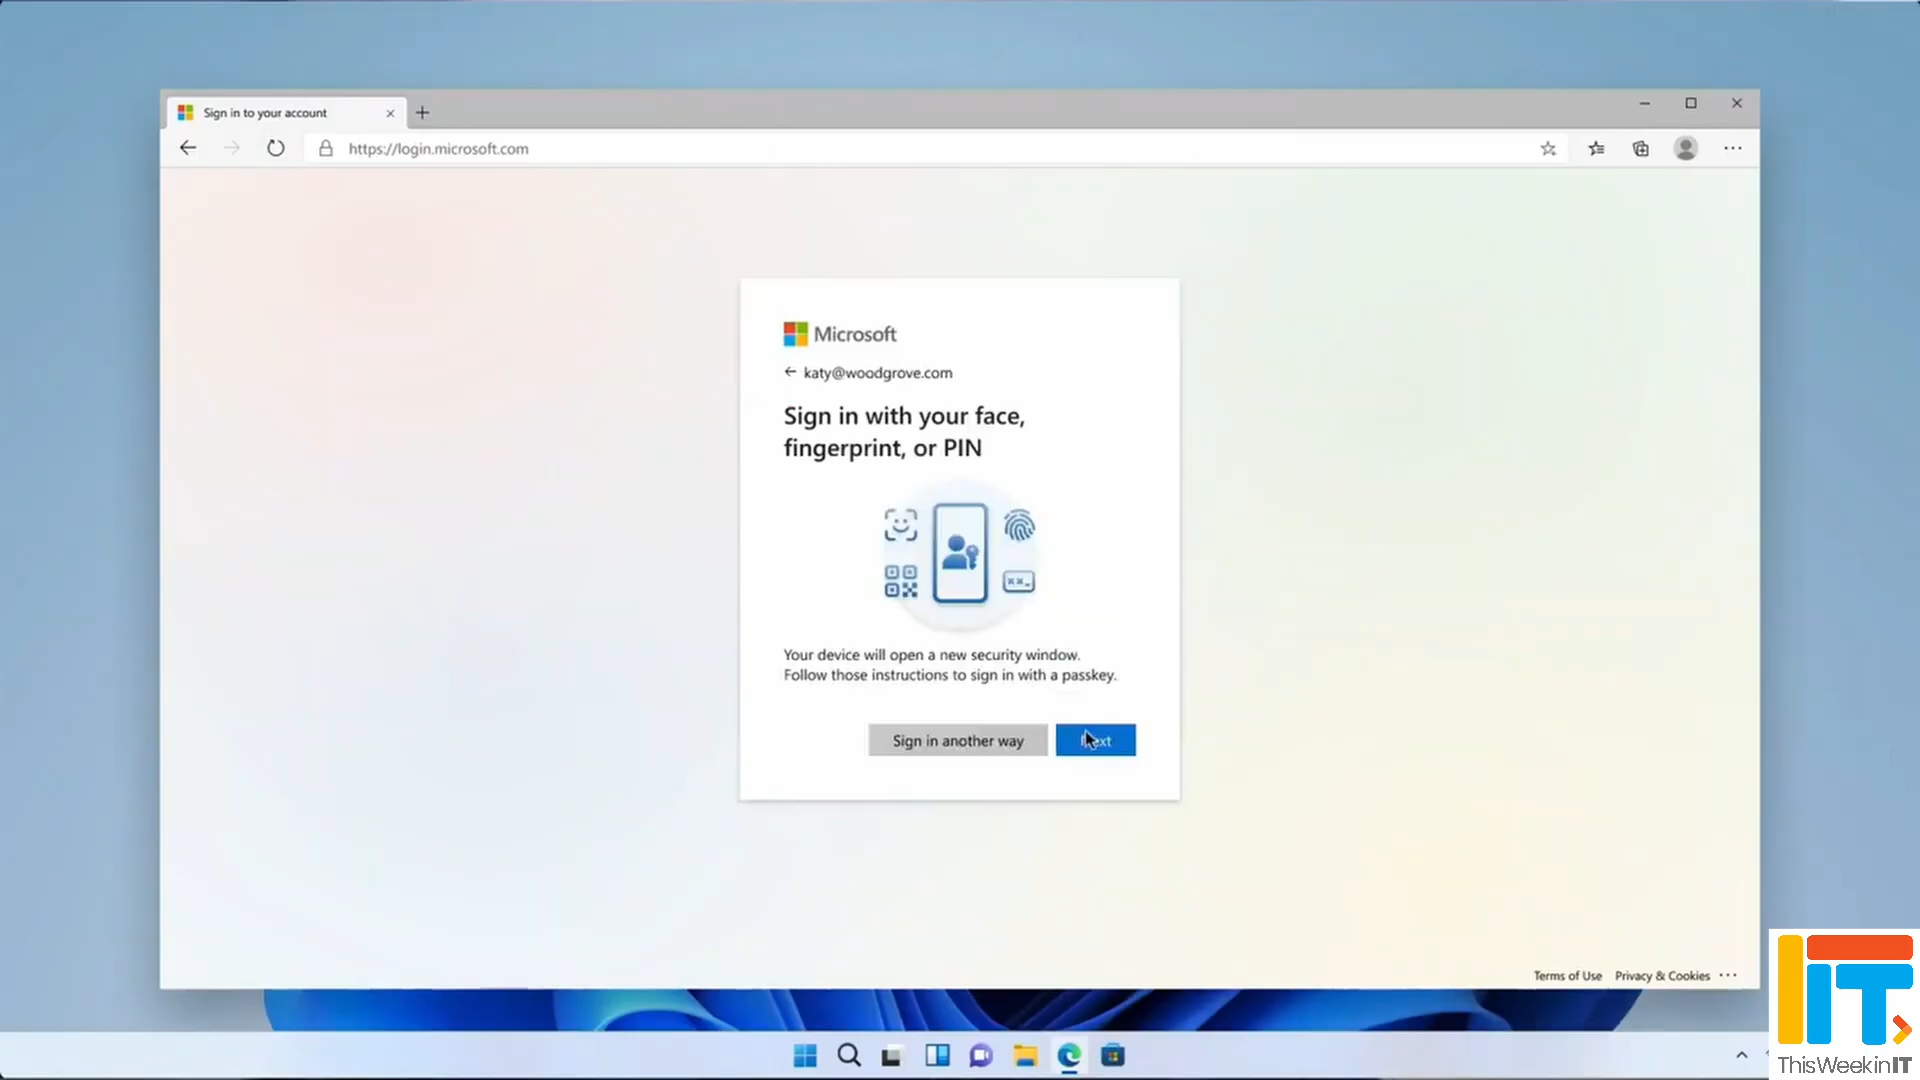 Sign in to your account
https://login.microsoft.com
Microsoft
katy@woodgrove.com
Sign in with your face,
fingerprint, or PIN
Your device will open a new security window.
Follow those instructions to sign in with a passkey.
Sign in another way
Terms of Use Privacy & Cookies
IT
ThisWeekinIT